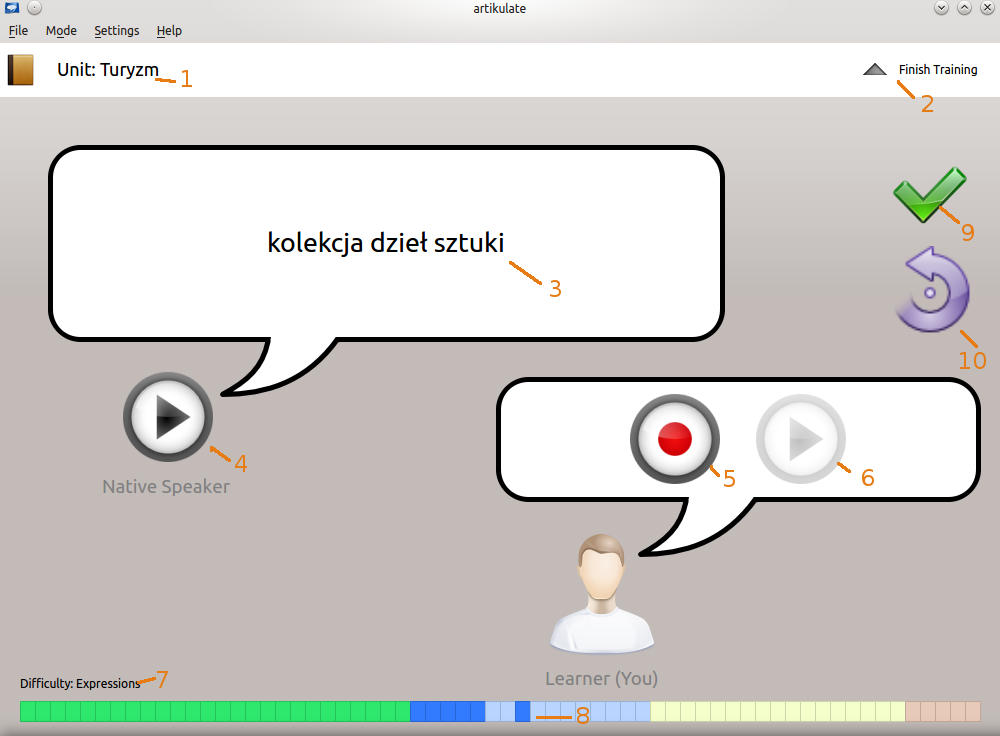 artikulate
File Mode Settings Help
Unit: Turyzm 1
Finish Training
2
kolekcja dzieł sztuki
3
9
10
4
Native Speaker
5 6
Learner (You)
Difficulty: Expressions 7
8